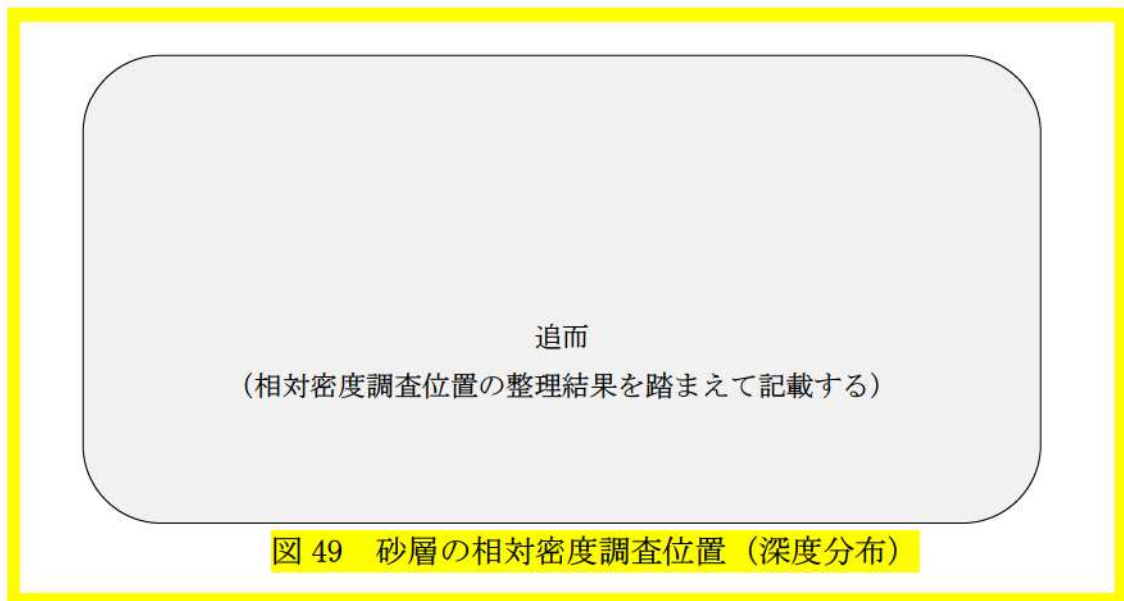 追而
（相対密度調査位置の整理結果を踏まえて記載する）
図 49　砂層の相対密度調査位置（深度分布）